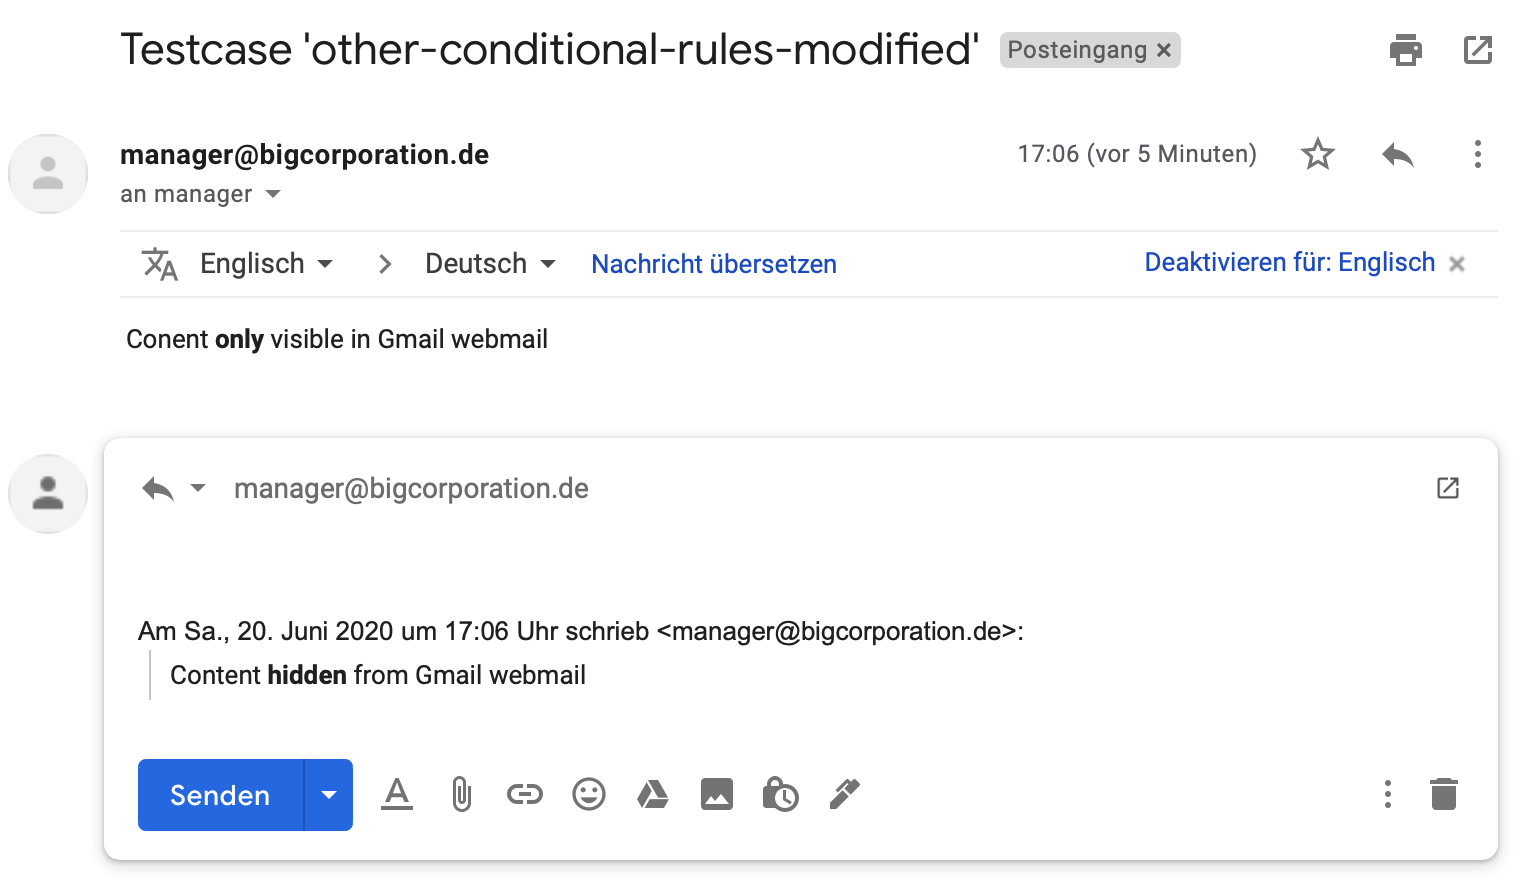 Testcase 'other-conditional-rules-modified' Posteingang ×
manager@bigcorporation.de 17:06 (vor 5 Minuten)
an manager
Englisch > Deutsch Nachricht übersetzen Deaktivieren für: Englisch ×
Conent only visible in Gmail webmail
manager@bigcorporation.de
Am Sa., 20. Juni 2020 um 17:06 Uhr schrieb <manager@bigcorporation.de>:
Content hidden from Gmail webmail
Senden